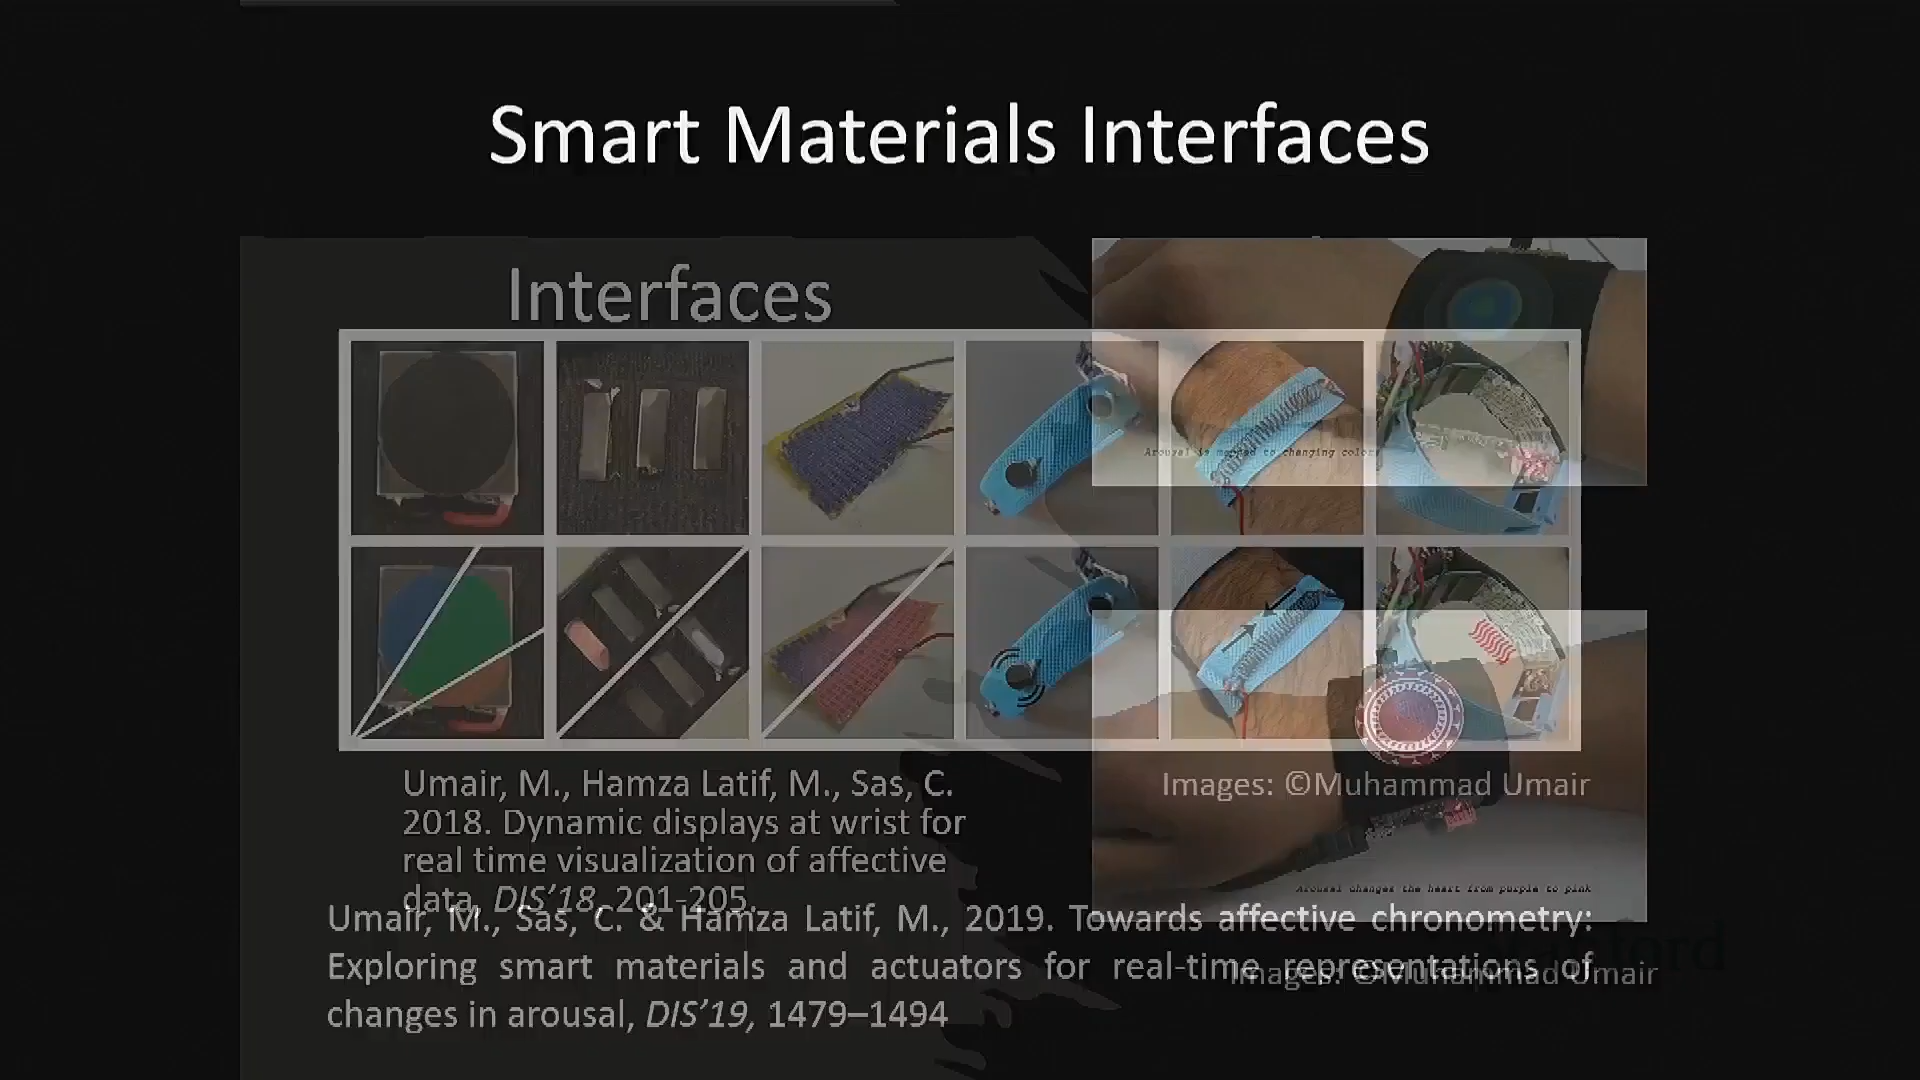 Smart Materials Interfaces
Interfaces
Arousal is mapped to changing colors
Umair, M., Hamza Latif, M., Sas, C.
2018. Dynamic displays at wrist for
real time visualization of affective
data, DIS’18, 201-205.
Images: ©Muhammad Umair
Arousal changes the heart from purple to pink
Umair, M., Sas, C. & Hamza Latif, M., 2019. Towards affective chronometry:
Exploring smart materials and actuators for real-time representations of
changes in arousal, DIS’19, 1479–1494
Images: ©Muhammad Umair